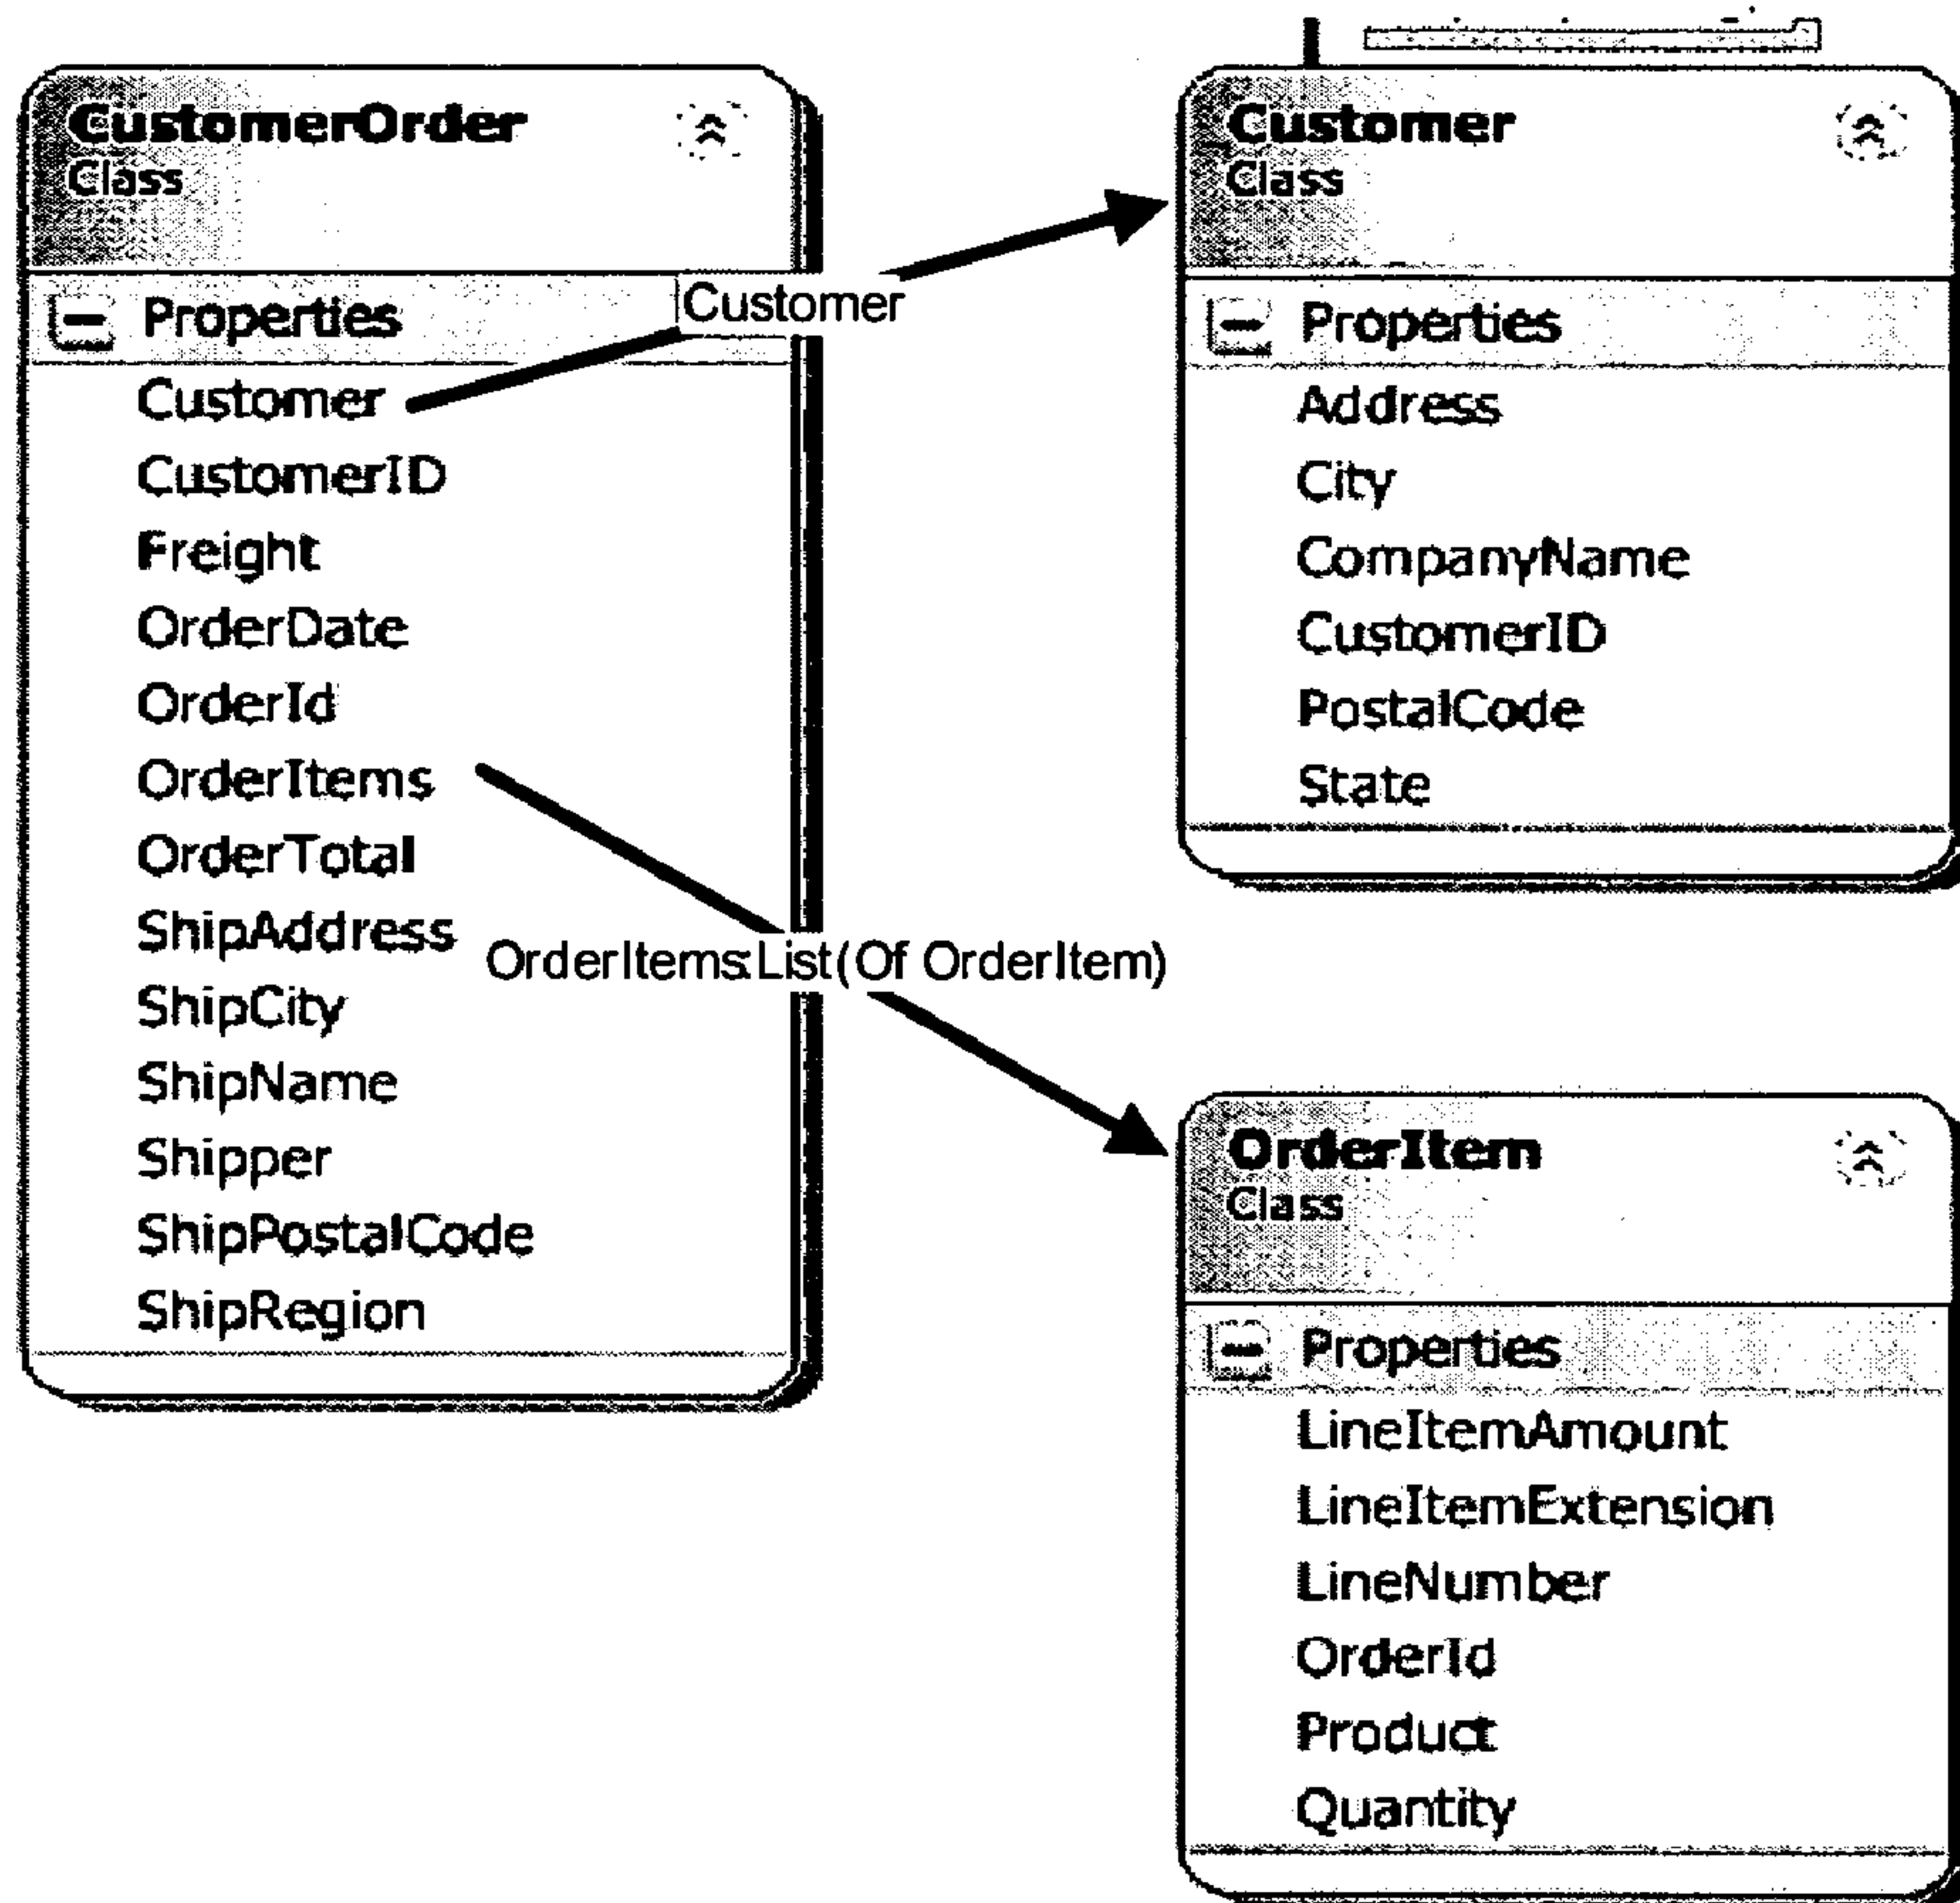 CustomerOrder
Class
Properties
Customer
CustomerID
Freight
OrderDate
OrderId
OrderItems
OrderTotal
ShipAddress
ShipCity
ShipName
Shipper
ShipPostalCode
ShipRegion
Customer
OrderItems:List(Of OrderItem)
Customer
Class
Properties
Address
City
CompanyName
CustomerID
PostalCode
State
OrderItem
Class
Properties
LineItemAmount
LineItemExtension
LineNumber
OrderId
Product
Quantity